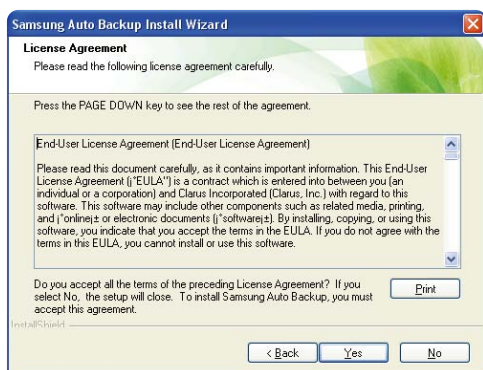 Samsung Auto Backup Install Wizard
License Agreement
Please read the following license agreement carefully.
Press the PAGE DOWN key to see the rest of the agreement.
End-User License Agreement (End-User License Agreement)
Please read this document carefully, as it contains important information. This End-User
License Agreement (¡°EULA") is a contract which is entered into between you (an
individual or a corporation) and Clarus Incorporated (Clarus, Inc.) with regard to this
software. This software may include other components such as related media, printing,
and ¡°online¡± or electronic documents (¡°software¡±). By installing, copying, or using this
software, you indicate that you accept the terms in the EULA. If you do not agree with the
terms in this EULA, you cannot install or use this software.
Do you accept all the terms of the preceding License Agreement? If you
select No, the setup will close. To install Samsung Auto Backup, you must
accept this agreement.
Print
InstallShield
< Back
Yes
No